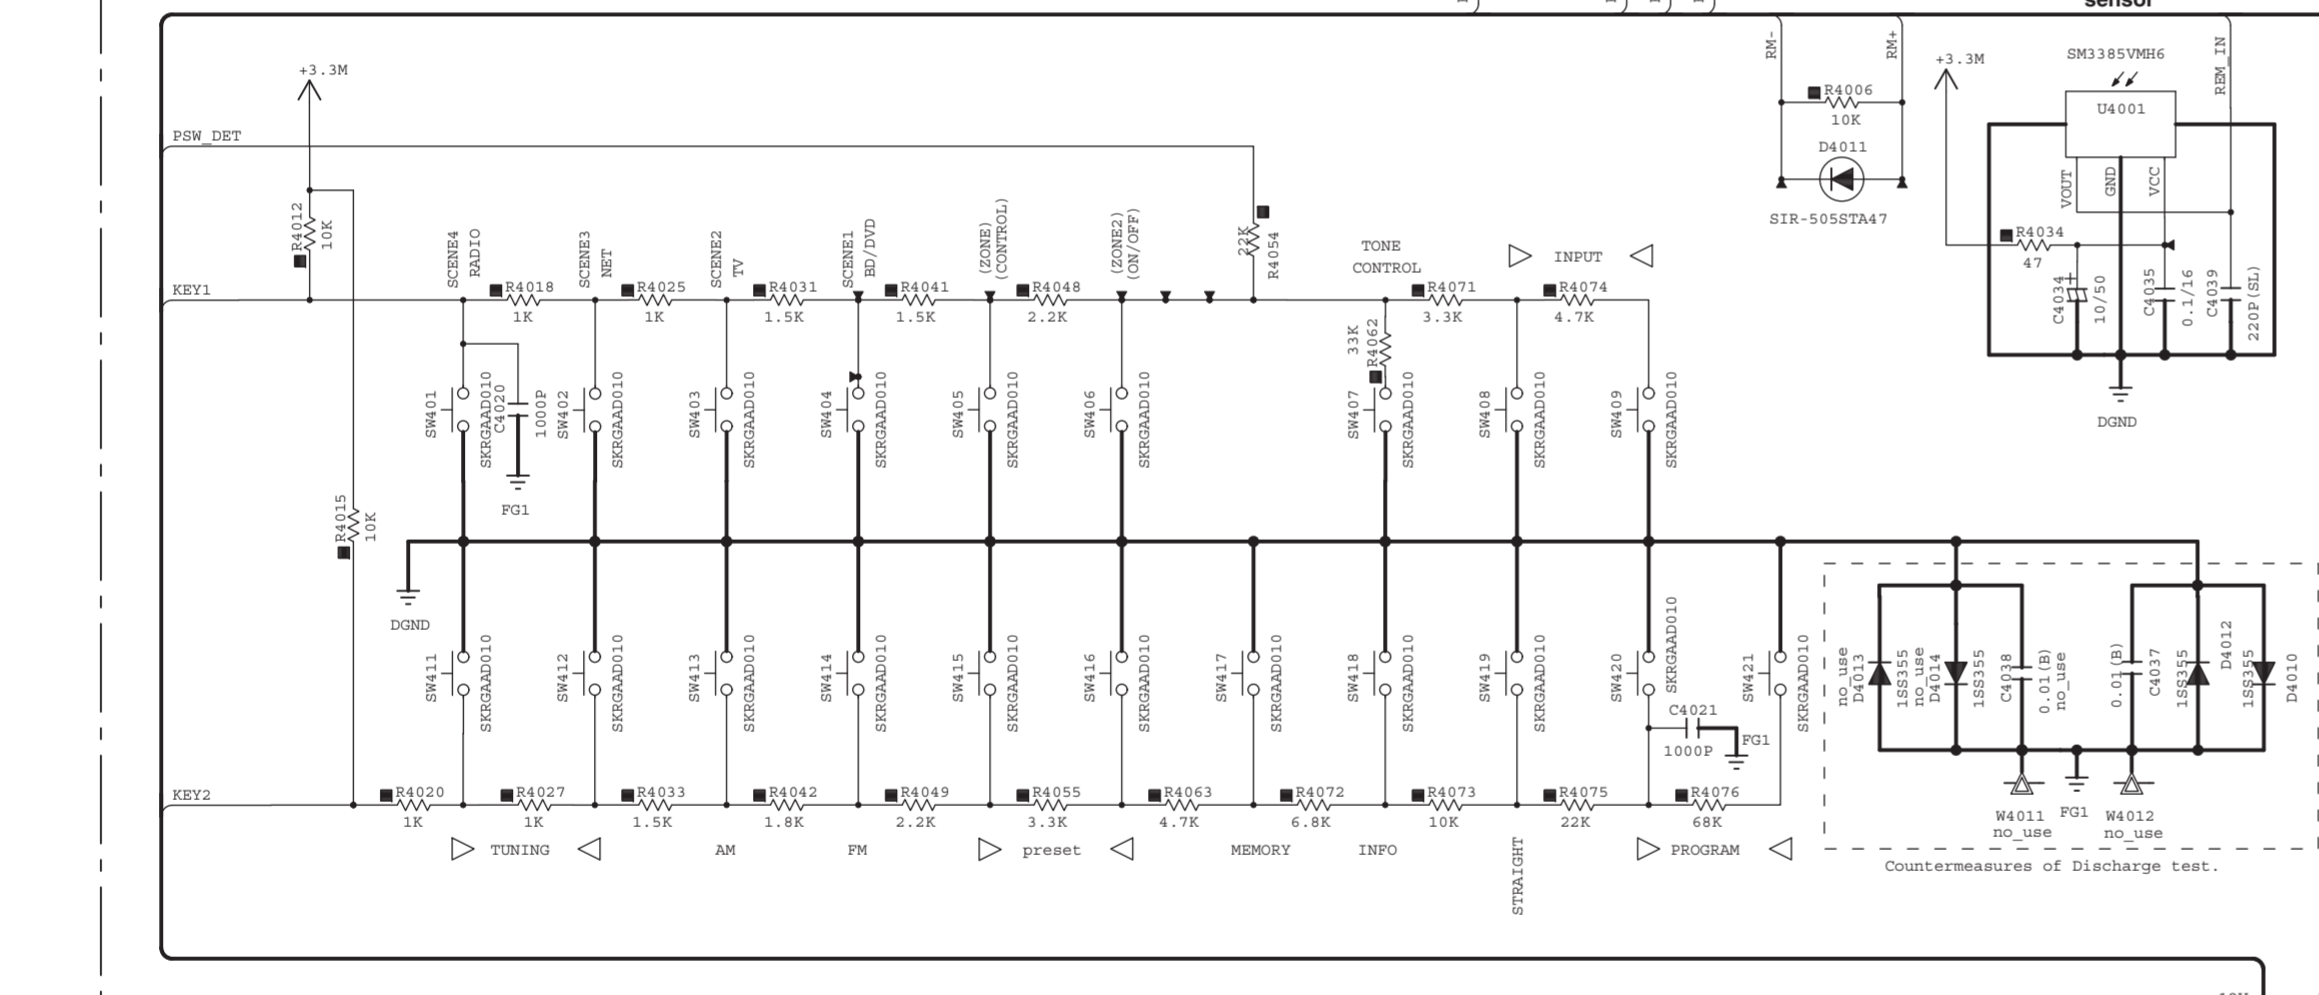 sensor
+3.3M
PSW_DET
RM-
RM+
+3.3M
SM3385VMH6
REM_IN
R4006
10K
D4011
SIR-505STA47
U4001
VOUT
GND
VCC
R4034
47
C4034
10/50
C4035
0.1/16
C4039
220P(SL)
DGND
R4012
10K
SCENE4
RADIO
SCENE3
NET
SCENE2
TV
SCENE1
BD/DVD
(ZONE)
(CONTROL)
(ZONE2)
(ON/OFF)
22K
R4054
TONE
CONTROL
INPUT
KEY1
R4018
1K
R4025
1K
R4031
1.5K
R4041
1.5K
R4048
2.2K
R4071
3.3K
R4074
4.7K
33K
R4062
SW401
SKRGAAD010
C4020
1000P
FG1
SW402
SKRGAAD010
SW403
SKRGAAD010
SW404
SKRGAAD010
SW405
SKRGAAD010
SW406
SKRGAAD010
SW407
SKRGAAD010
SW408
SKRGAAD010
SW409
SKRGAAD010
R4015
10K
DGND
SW411
SKRGAAD010
SW412
SKRGAAD010
SW413
SKRGAAD010
SW414
SKRGAAD010
SW415
SKRGAAD010
SW416
SKRGAAD010
SW417
SKRGAAD010
SW418
SKRGAAD010
SW419
SKRGAAD010
SW420
SKRGAAD010
SW421
SKRGAAD010
C4021
1000P
FG1
no_use
D4013
1SS355
no_use
D4014
1SS355
C4038
0.01(B)
no_use
0.01(B)
C4037
1SS355
D4012
1SS355
D4010
KEY2
R4020
1K
R4027
1K
R4033
1.5K
R4042
1.8K
R4049
2.2K
R4055
3.3K
R4063
4.7K
R4072
6.8K
R4073
10K
R4075
22K
R4076
68K
W4011
no_use
FG1
W4012
no_use
TUNING
AM
FM
preset
MEMORY
INFO
STRAIGHT
PROGRAM
Countermeasures of Discharge test.